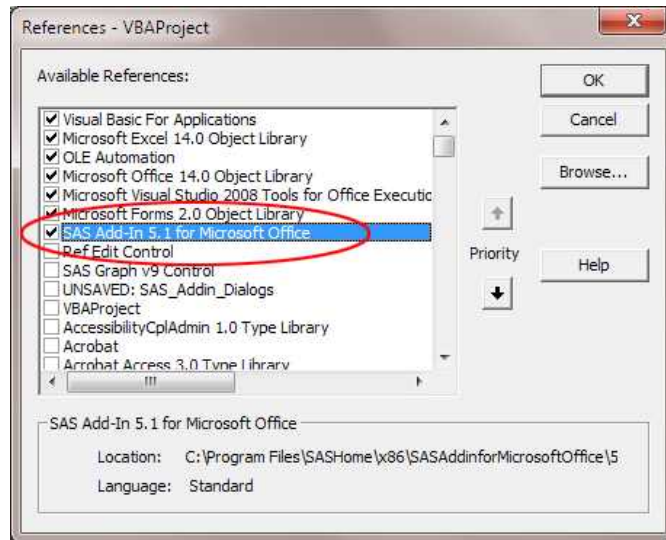 References - VBAProject
Available References:
Visual Basic For Applications
Microsoft Excel 14.0 Object Library
OLE Automation
Microsoft Office 14.0 Object Library
Microsoft Visual Studio 2008 Tools for Office Executic
Microsoft Forms 2.0 Object Library
SAS Add-In 5.1 for Microsoft Office
Ref Edit Control
SAS Graph v9 Control
UNSAVED: SAS_Addin_Dialogs
VBAProject
AccessibilityCplAdmin 1.0 Type Library
Acrobat
Acrobat Access 3.0 Type Library
OK
Cancel
Browse...
Priority
Help
SAS Add-In 5.1 for Microsoft Office
Location: C:\Program Files\SASHome\x86\SASAddinforMicrosoftOffice\5
Language: Standard